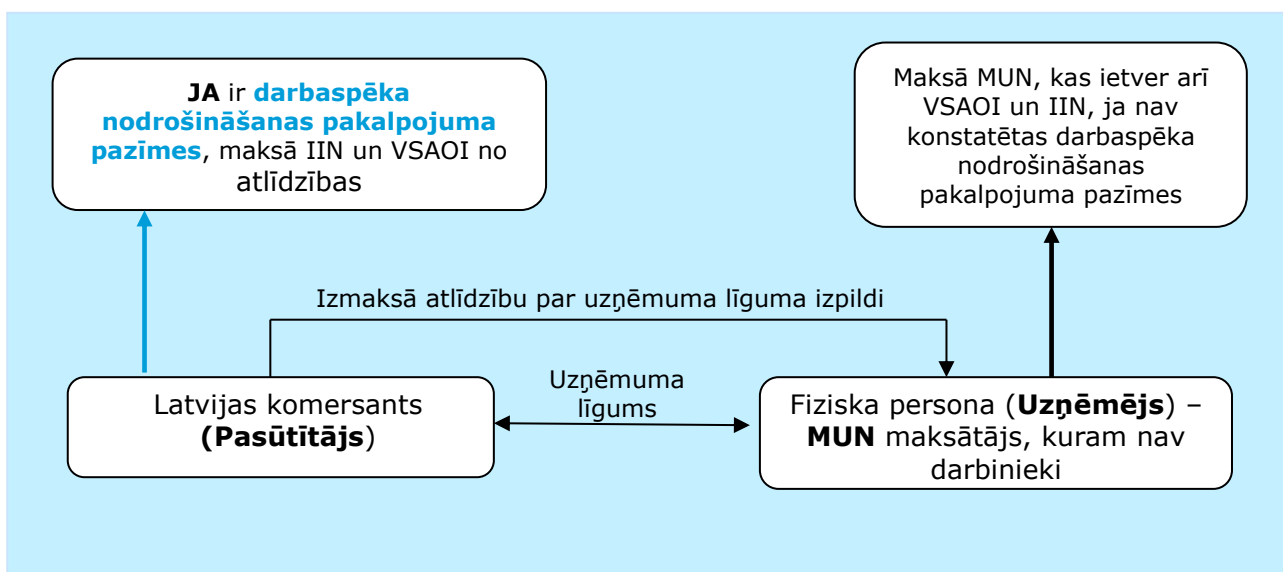 JA ir darbaspēka
nodrošināšanas pakalpojuma
pazīmes, maksā IIN un VSAOI no
atlīdzības
Maksā MUN, kas ietver arī
VSAOI un IIN, ja nav
konstatētas darbaspēka
nodrošināšanas
pakalpojuma pazīmes
Izmaksā atlīdzību par uzņēmuma līguma izpildi
Latvijas komersants
(Pasūtītājs)
Uzņēmuma
līgums
Fiziska persona (Uzņēmējs) –
MUN maksātājs, kuram nav
darbinieki